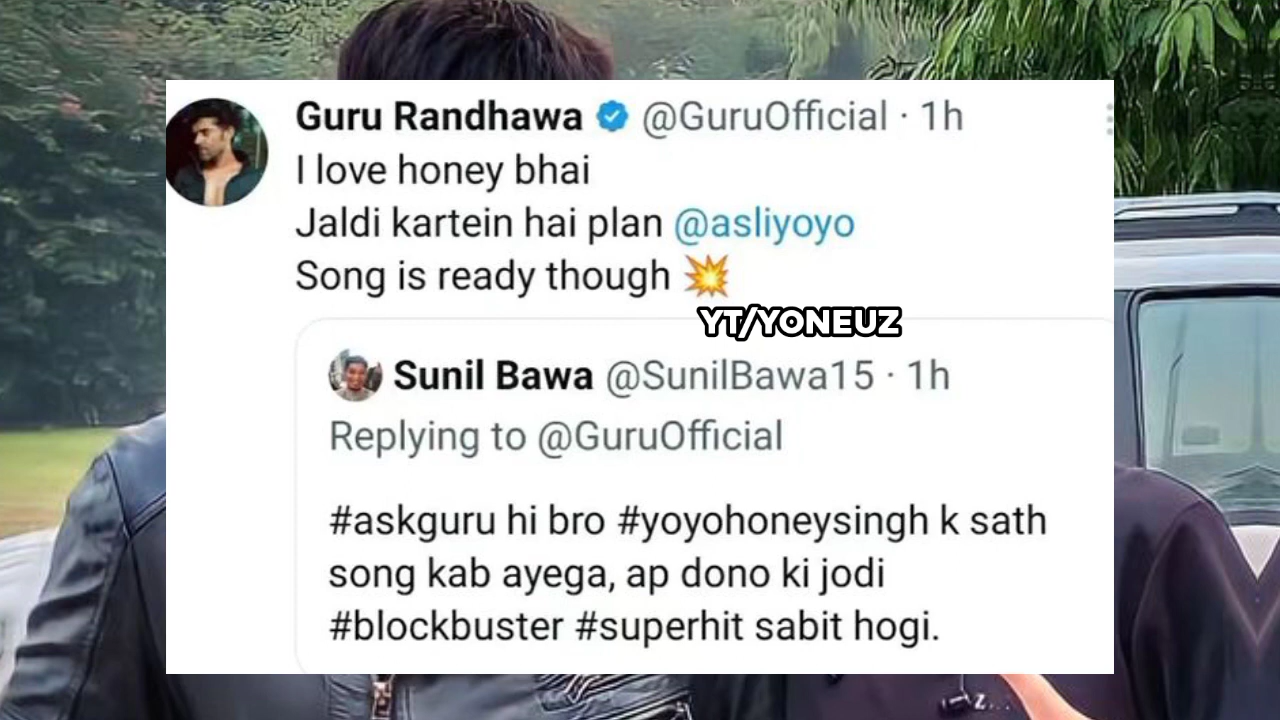 Guru Randhawa @GuruOfficial · 1h
I love honey bhai
Jaldi kartein hai plan @asliyoyo
Song is ready though 💥
YT/YONEUZ
Sunil Bawa @SunilBawa15 · 1h
Replying to @GuruOfficial
#askguru hi bro #yoyohoneysingh k sath
song kab ayega, ap dono ki jodi
#blockbuster #superhit sabit hogi.